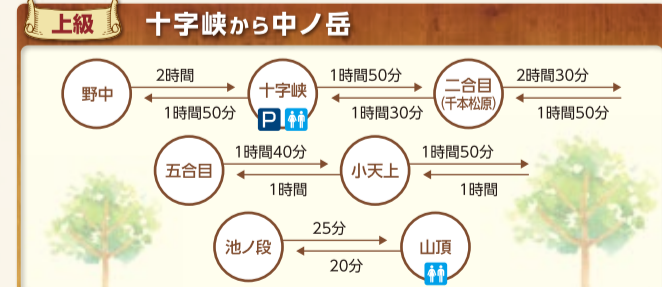 上級 十字峡から中ノ岳
2時間 1時間50分 2時間30分
野中 十字峡 二合目
(千本松原)
1時間50分 1時間30分 1時間50分
P
1時間40分 1時間50分
五合目 小天上
1時間 1時間
25分
池ノ段 山頂
20分